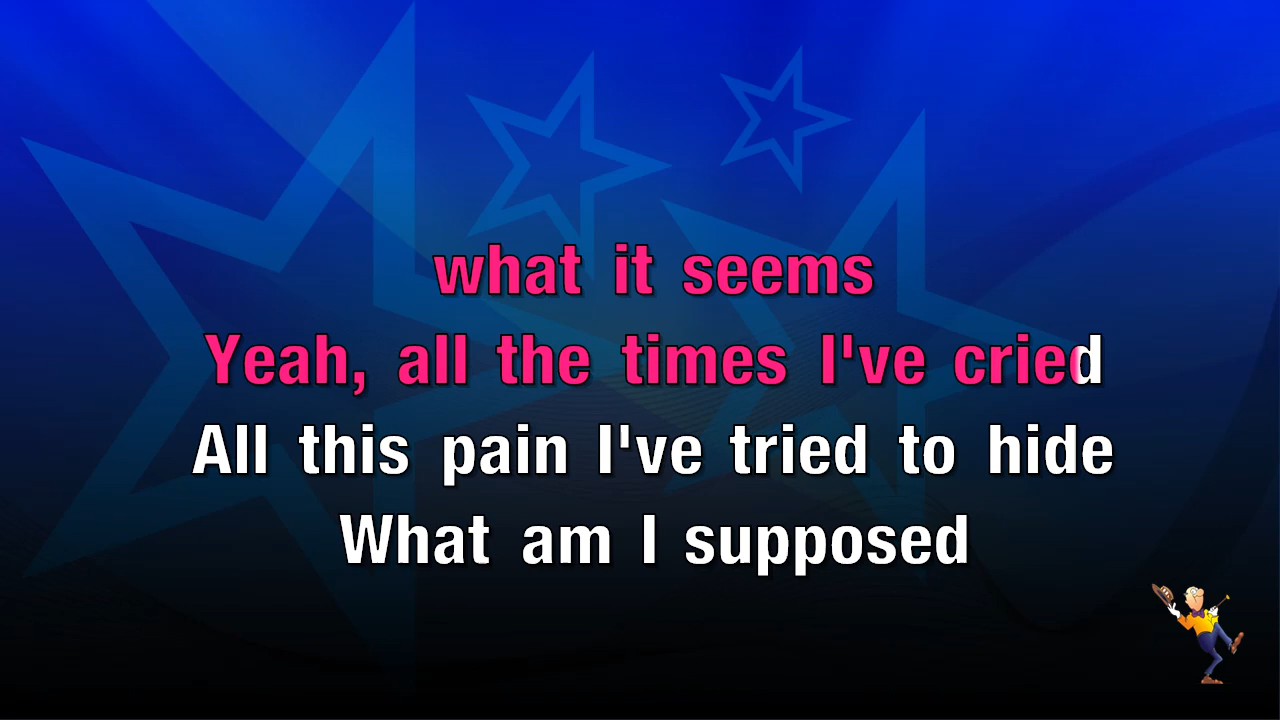 what it seems
Yeah, all the times I've cried
All this pain I've tried to hide
What am I supposed